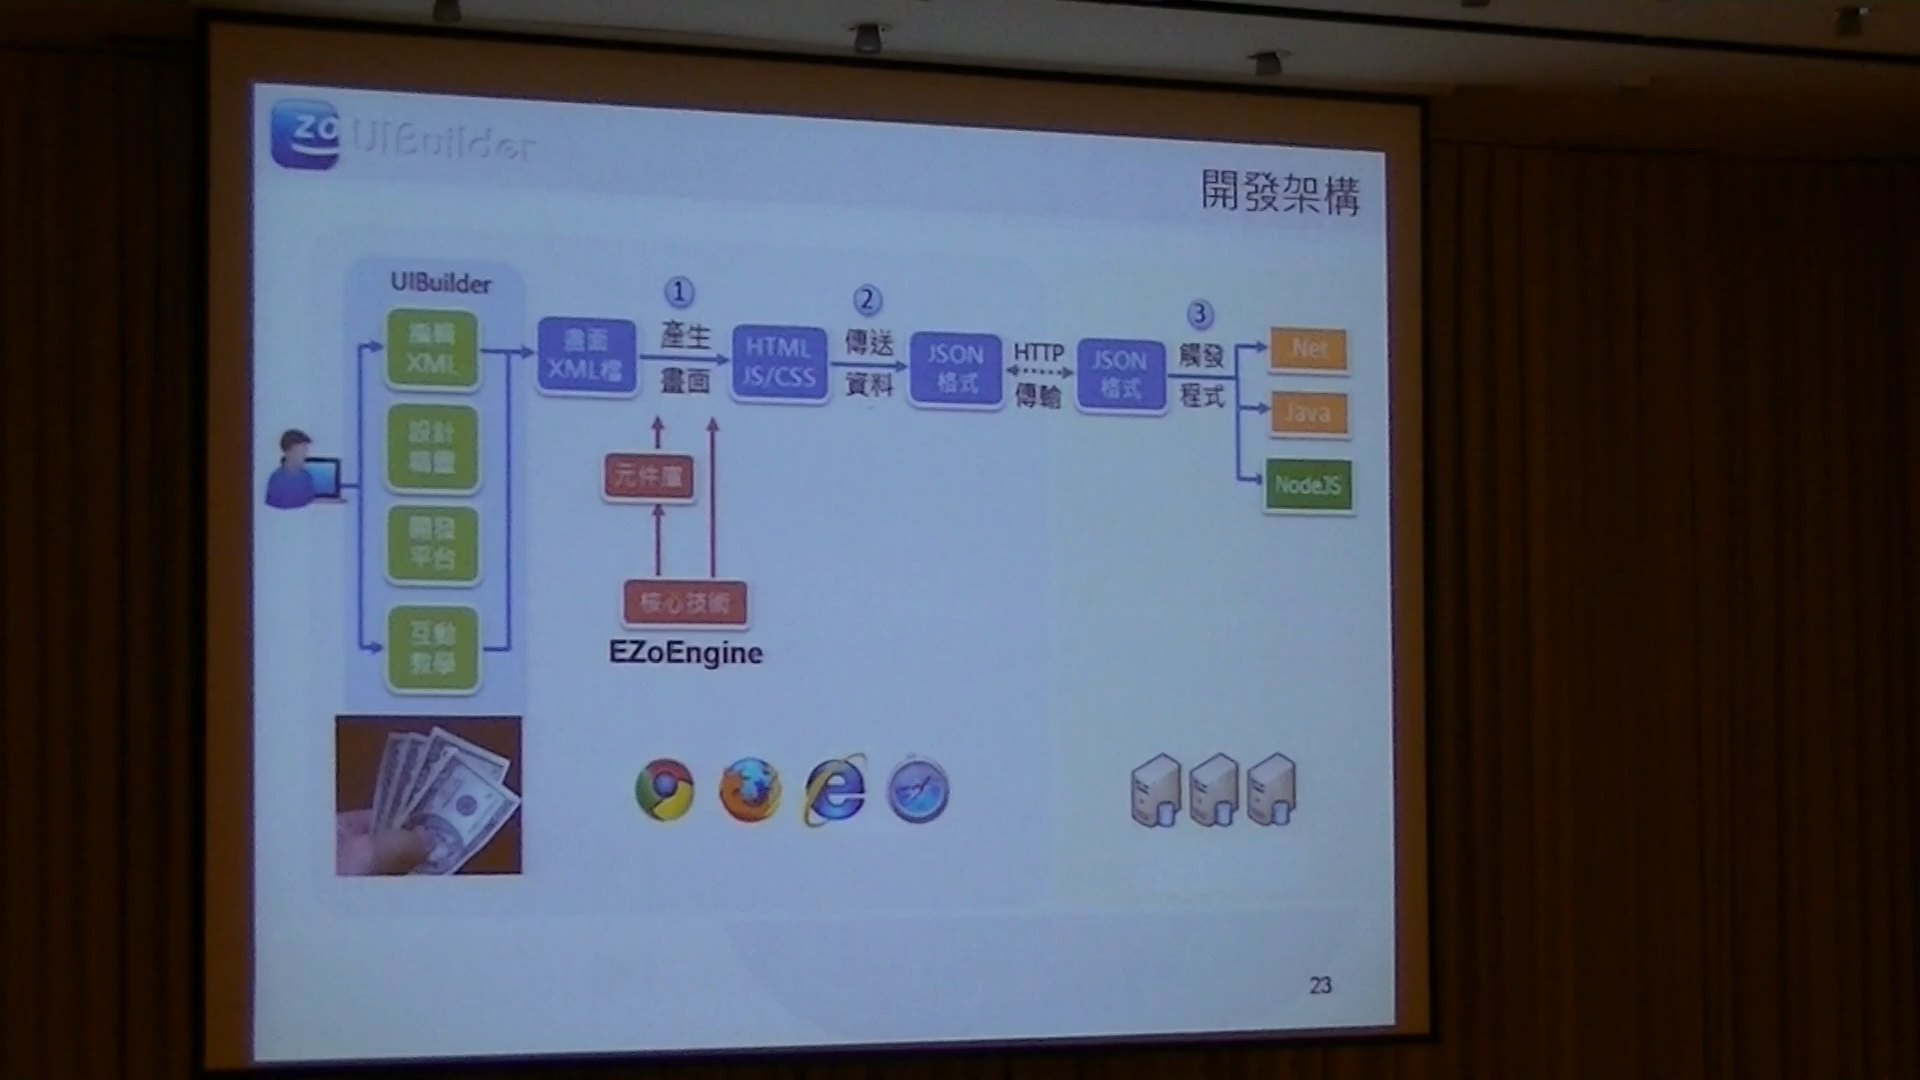 ZO UIBuilder
開發架構
UIBuilder
編輯
XML
設計
開發
平台
互動
教學
畫面
XML檔
①
產生
畫面
HTML
JS/CSS
②
傳送
資料
JSON
格式
HTTP
傳輸
JSON
格式
③
觸發
程式
.Net
Java
NodeJS
元件庫
核心技術
EZoEngine
23